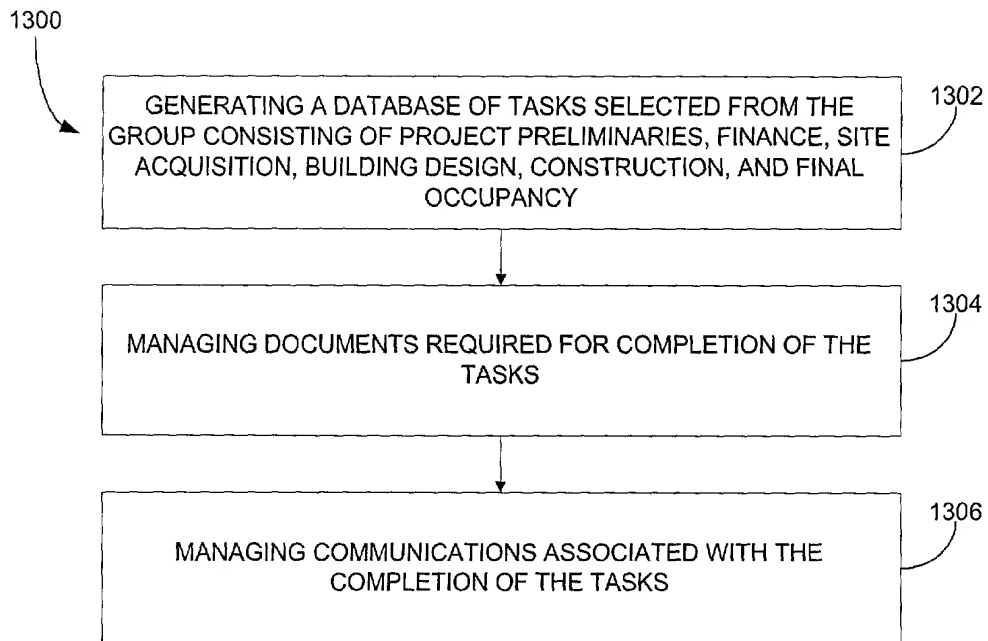 1300
GENERATING A DATABASE OF TASKS SELECTED FROM THE
GROUP CONSISTING OF PROJECT PRELIMINARIES, FINANCE, SITE
ACQUISITION, BUILDING DESIGN, CONSTRUCTION, AND FINAL
OCCUPANCY
1302
MANAGING DOCUMENTS REQUIRED FOR COMPLETION OF THE
TASKS
1304
MANAGING COMMUNICATIONS ASSOCIATED WITH THE
COMPLETION OF THE TASKS
1306